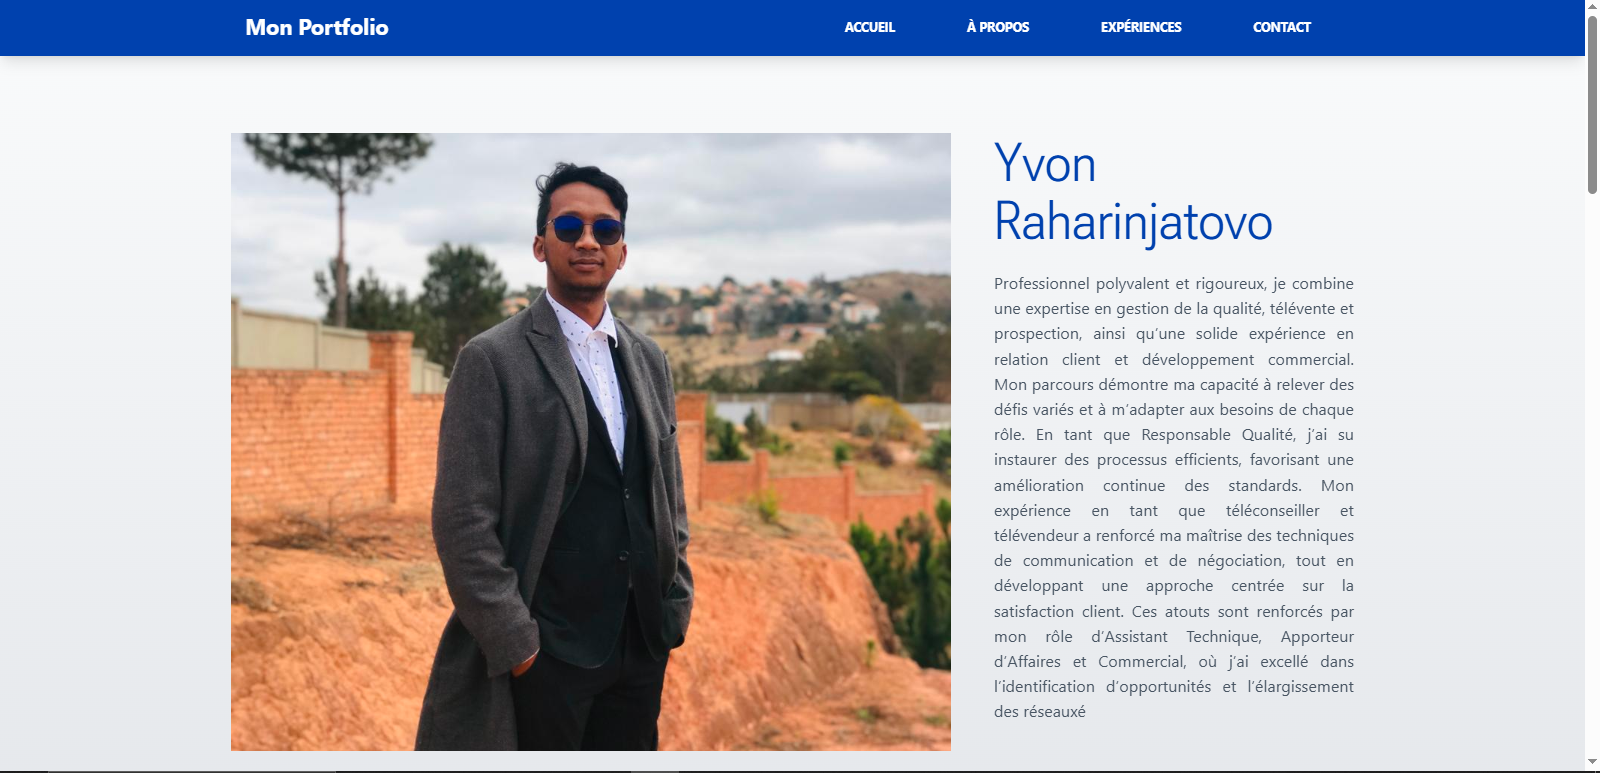 Mon Portfolio
ACCUEIL
À PROPOS
EXPÉRIENCES
CONTACT
Yvon
Raharinjatovo
Professionnel polyvalent et rigoureux, je combine
une expertise en gestion de la qualité, télévente et
prospection, ainsi qu’une solide expérience en
relation client et développement commercial.
Mon parcours démontre ma capacité à relever des
défis variés et à m’adapter aux besoins de chaque
rôle. En tant que Responsable Qualité, j’ai su
instaurer des processus efficients, favorisant une
amélioration continue des standards. Mon
expérience en tant que téléconseiller et
télévendeur a renforcé ma maîtrise des techniques
de communication et de négociation, tout en
développant une approche centrée sur la
satisfaction client. Ces atouts sont renforcés par
mon rôle d’Assistant Technique, Apporteur
d’Affaires et Commercial, où j’ai excellé dans
l’identification d’opportunités et l’élargissement
des réseauxé